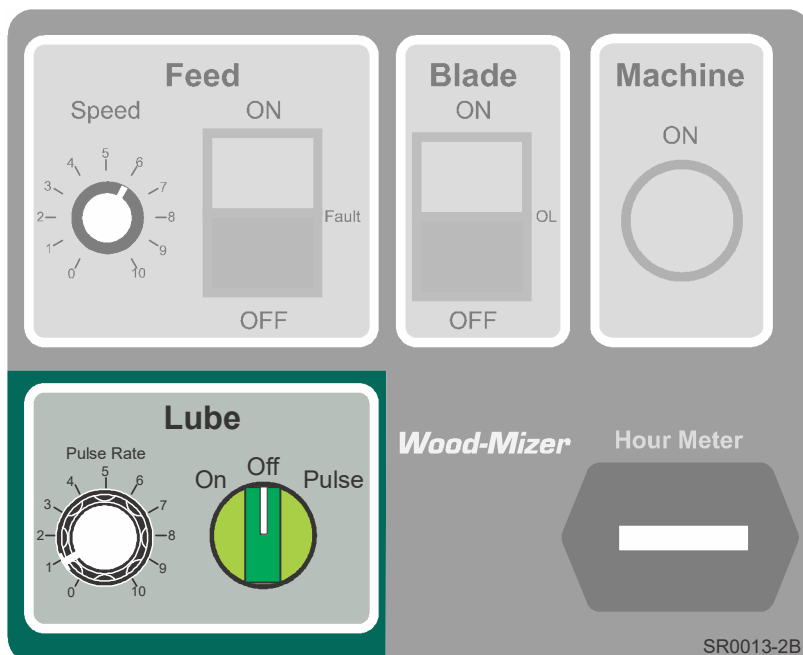 Feed
Speed
0 1 2 3 4 5 6 7 8 9 10
ON
Fault
OFF
Blade
ON
OL
OFF
Machine
ON
Lube
Pulse Rate
0 1 2 3 4 5 6 7 8 9 10
On Off Pulse
Wood-Mizer
Hour Meter
SR0013-2B